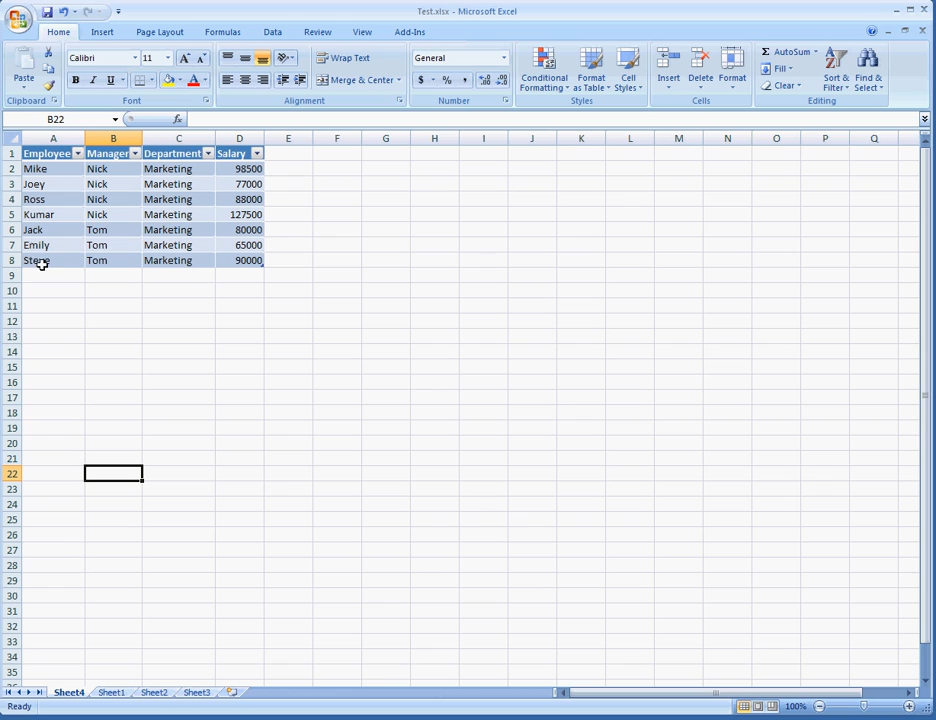 Test.xlsx - Microsoft Excel
Home Insert Page Layout Formulas Data Review View Add-Ins
Calibri 11 Wrap Text General AutoSum
Paste Conditional Format Cell Insert Delete Format Fill Sort & Find &
B I U Merge & Center $ % , Formatting as Table Styles Clear Filter Select
Clipboard Font Alignment Number Styles Cells Editing
B22 fx
A B C D E F G H I J K L M N O P Q
1 Employee Manager Department Salary
2 Mike Nick Marketing 98500
3 Joey Nick Marketing 77000
4 Ross Nick Marketing 88000
5 Kumar Nick Marketing 127500
6 Jack Tom Marketing 80000
7 Emily Tom Marketing 65000
8 Steve Tom Marketing 90000
9
10
11
12
13
14
15
16
17
18
19
20
21
22
23
24
25
26
27
28
29
30
31
32
33
34
35
Sheet4 Sheet1 Sheet2 Sheet3
Ready 100%